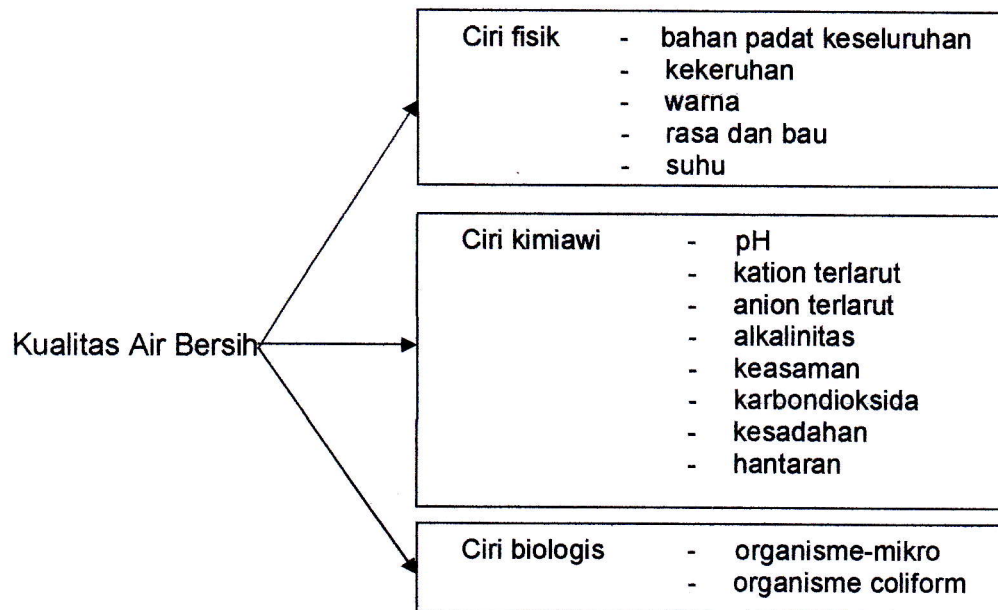 Ciri fisik - bahan padat keseluruhan
- kekeruhan
- warna
- rasa dan bau
- suhu
Ciri kimiawi - pH
- kation terlarut
- anion terlarut
- alkalinitas
- keasaman
- karbondioksida
- kesadahan
- hantaran
Kualitas Air Bersih
Ciri biologis - organisme-mikro
- organisme coliform